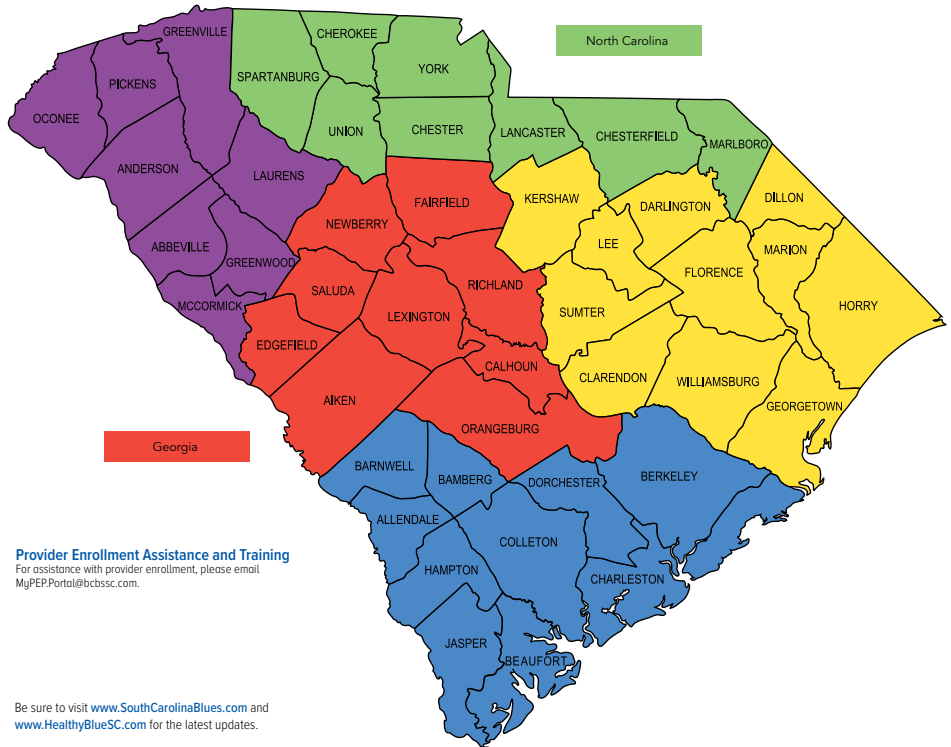 GREENVILLE
CHEROKEE
North Carolina
SPARTANBURG
YORK
PICKENS
OCONEE
UNION
CHESTER
LANCASTER
CHESTERFIELD
MARLBORO
ANDERSON
LAURENS
KERSHAW
DILLON
FAIRFIELD
DARLINGTON
NEWBERRY
ABBEVILLE
LEE
MARION
GREENWOOD
FLORENCE
SALUDA
RICHLAND
MCCORMICK
HORRY
LEXINGTON
SUMTER
EDGEFIELD
CALHOUN
CLARENDON
WILLIAMSBURG
AIKEN
GEORGETOWN
ORANGEBURG
Georgia
BARNWELL
BAMBERG
DORCHESTER
BERKELEY
ALLENDALE
COLLETON
Provider Enrollment Assistance and Training
For assistance with provider enrollment, please email
MyPEP.Portal@bcbssc.com.
HAMPTON
CHARLESTON
JASPER
BEAUFORT
Be sure to visit www.SouthCarolinaBlues.com and
www.HealthyBlueSC.com for the latest updates.